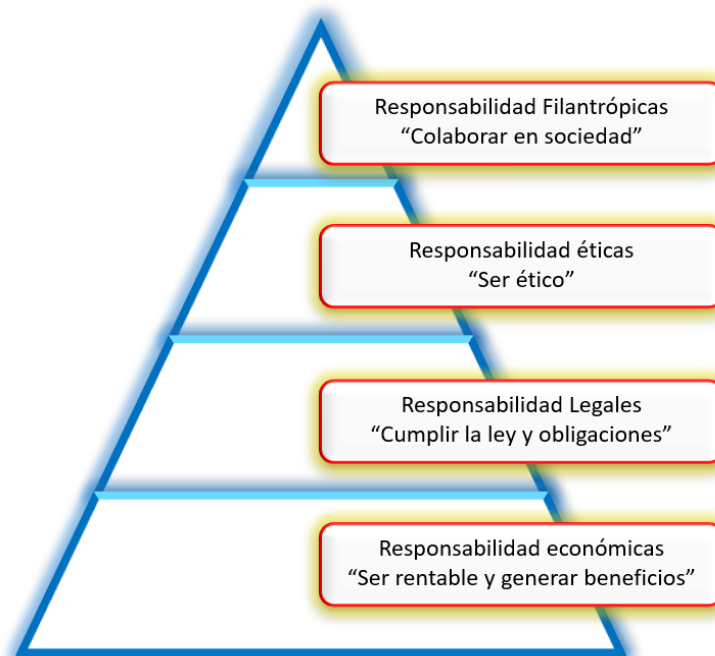 Responsabilidad Filantrópicas
“Colaborar en sociedad”
Responsabilidad éticas
“Ser ético”
Responsabilidad Legales
“Cumplir la ley y obligaciones”
Responsabilidad económicas
“Ser rentable y generar beneficios”